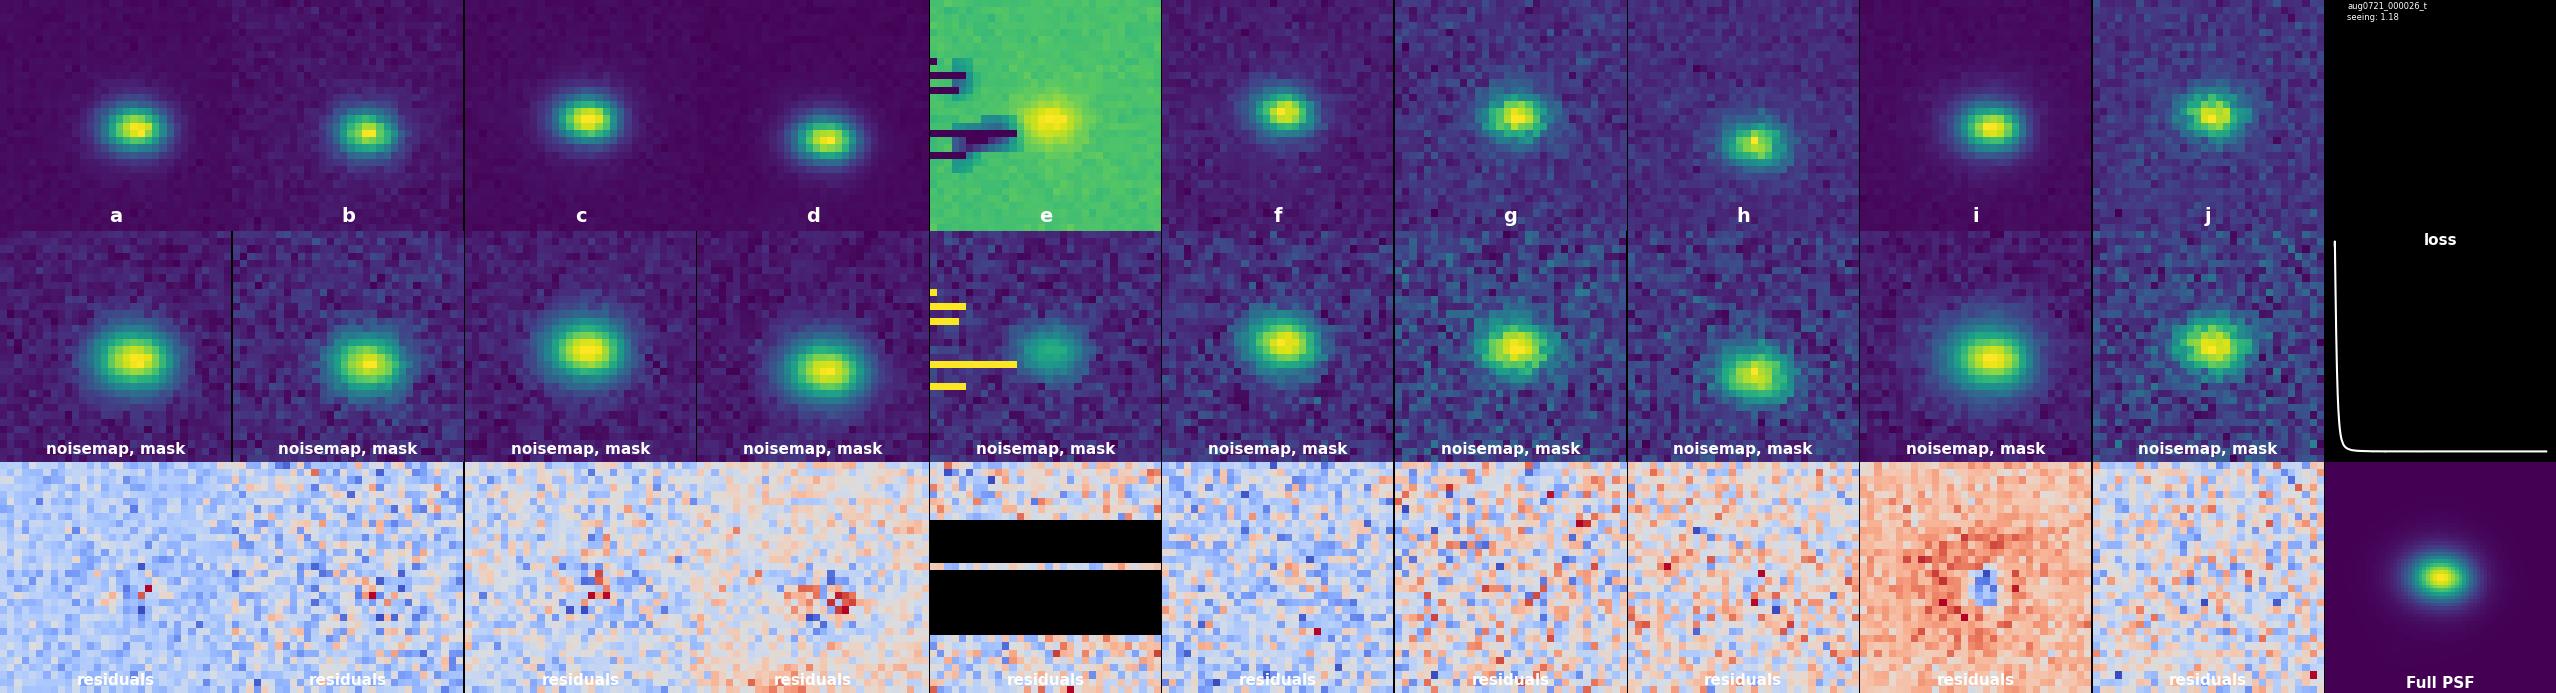 aug0721_000026_t
seeing: 1.18
a b c d e f g h i j
loss
noisemap, mask noisemap, mask noisemap, mask noisemap, mask noisemap, mask noisemap, mask noisemap, mask noisemap, mask noisemap, mask noisemap, mask
residuals residuals residuals residuals residuals residuals residuals residuals residuals residuals Full PSF